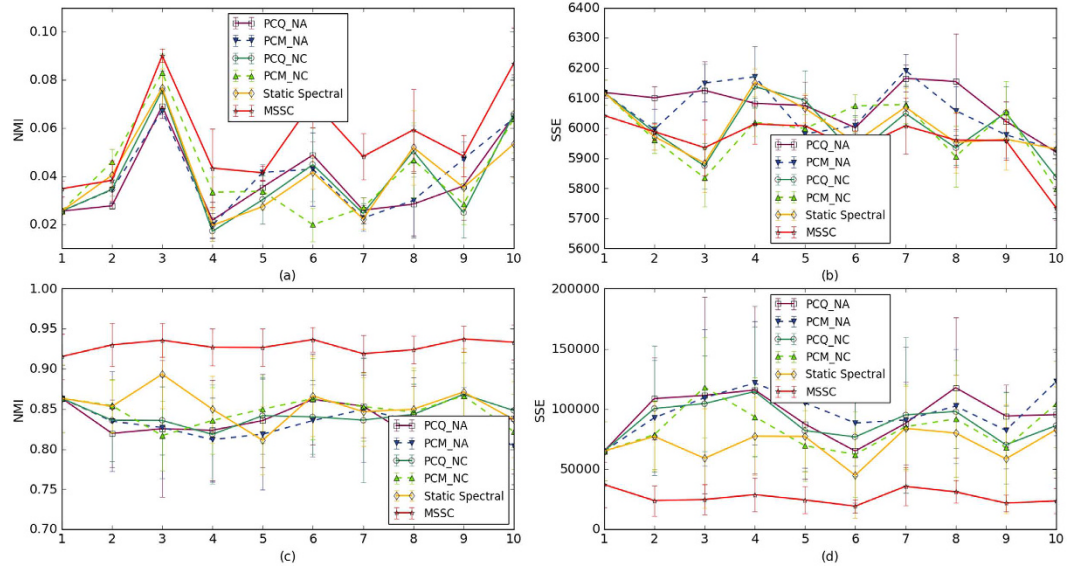 NMI
0.10
0.08
0.06
0.04
0.02
PCQ_NA
PCM_NA
PCQ_NC
PCM_NC
Static Spectral
MSSC
1 2 3 4 5 6 7 8 9 10
(a)
SSE
6400
6300
6200
6100
6000
5900
5800
5700
5600
PCQ_NA
PCM_NA
PCQ_NC
PCM_NC
Static Spectral
MSSC
1 2 3 4 5 6 7 8 9 10
(b)
NMI
1.00
0.95
0.90
0.85
0.80
0.75
0.70
PCQ_NA
PCM_NA
PCQ_NC
PCM_NC
Static Spectral
MSSC
1 2 3 4 5 6 7 8 9 10
(c)
SSE
200000
150000
100000
50000
0
PCQ_NA
PCM_NA
PCQ_NC
PCM_NC
Static Spectral
MSSC
1 2 3 4 5 6 7 8 9 10
(d)